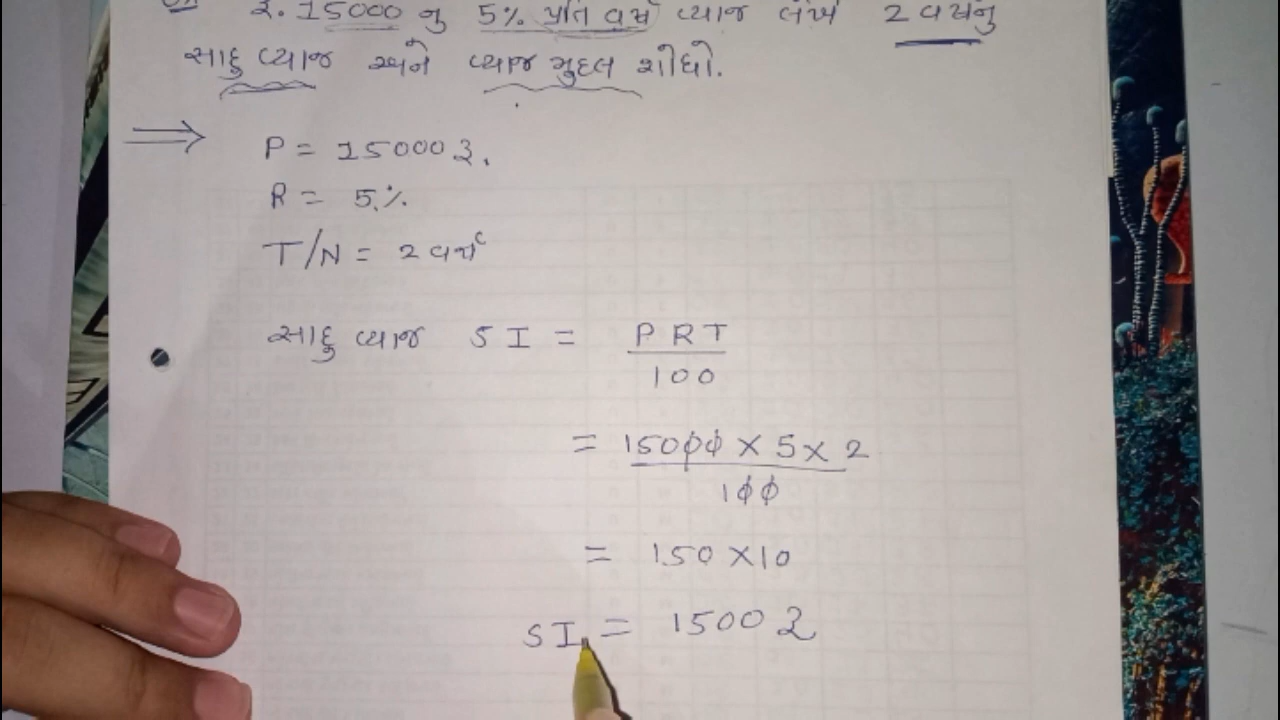 રૂ. 15000 નુ 5% પ્રતિ વર્ષ વ્યાજ લેખે 2 વર્ષનુ
સાદુ વ્યાજ અને વ્યાજ મુદલ શોધો.
⇒ P = 15000 રૂ.
R = 5%
T/N = 2 વર્ષ
સાદુ વ્યાજ SI = PRT
100
= 15000 × 5 × 2
100
= 150 × 10
SI = 1500 રૂ